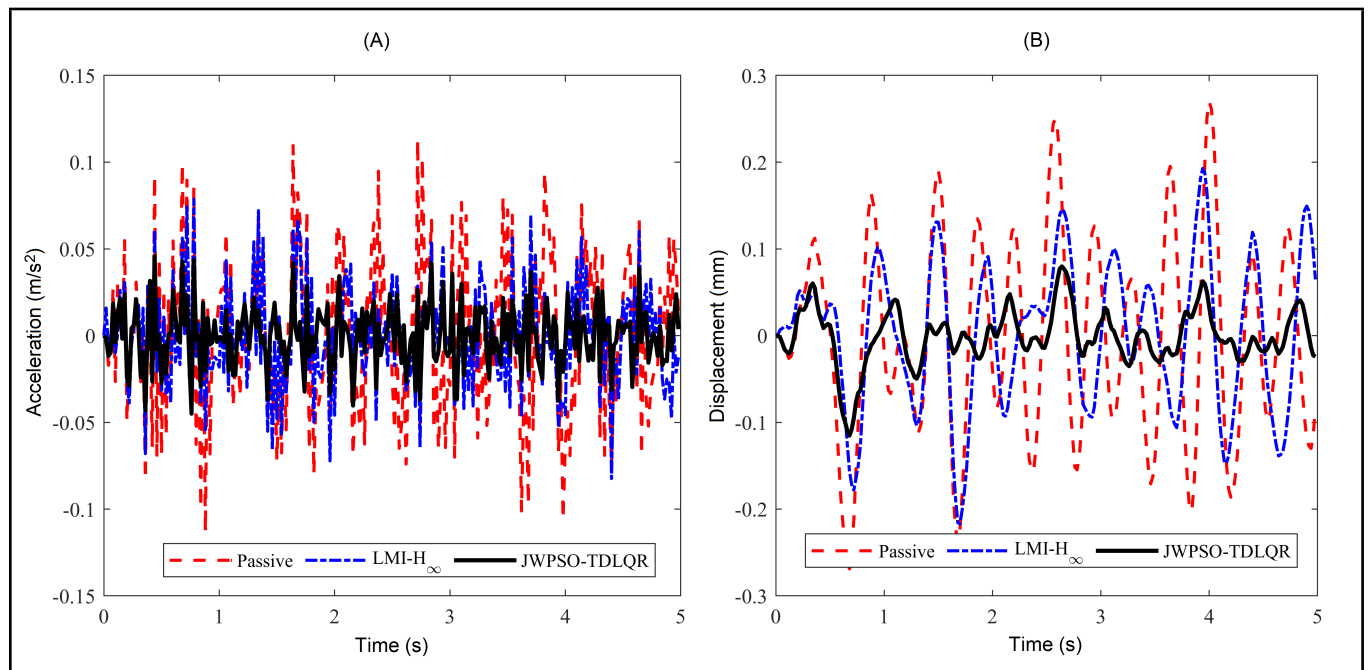 (A)
0.15
0.1
0.05
0
-0.05
-0.1
-0.15
Acceleration (m/s²)
0 1 2 3 4 5
Time (s)
Passive LMI-H∞ JWPSO-TDLQR
(B)
0.3
0.2
0.1
0
-0.1
-0.2
-0.3
Displacement (mm)
0 1 2 3 4 5
Time (s)
Passive LMI-H∞ JWPSO-TDLQR